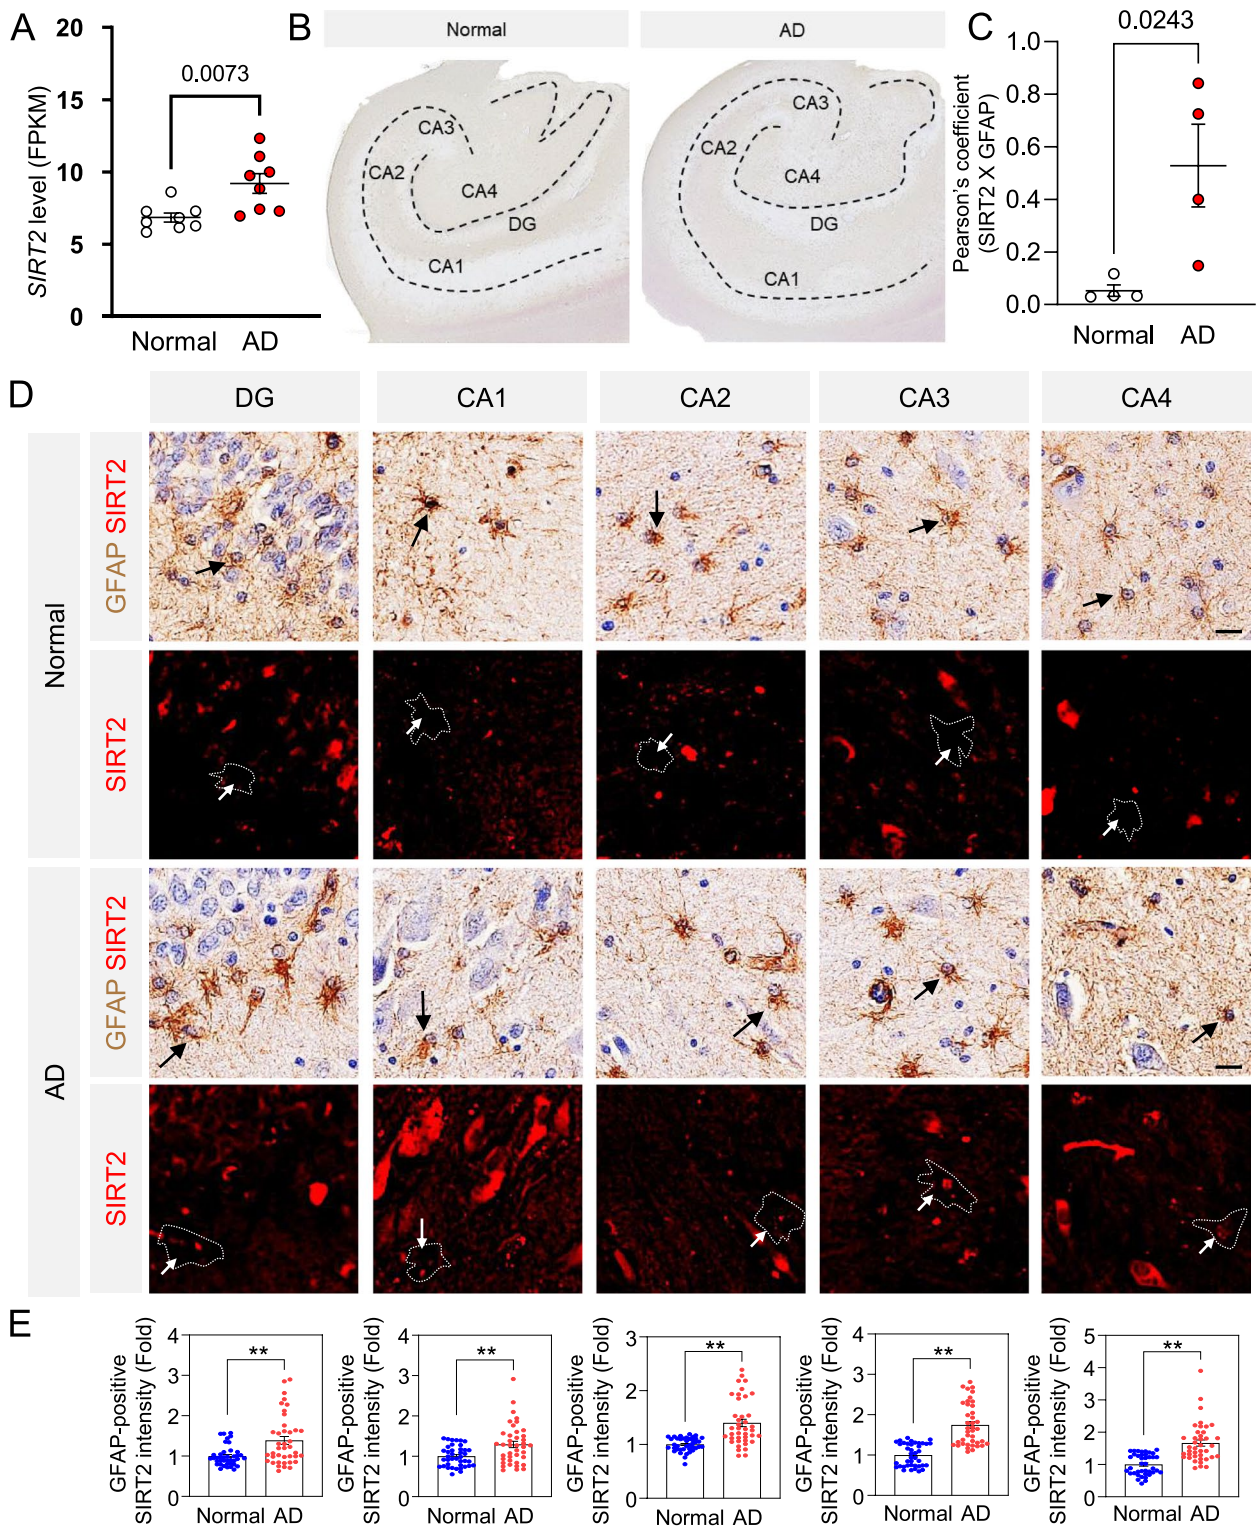 A
SIRT2 level (FPKM)
20
15
10
5
0
0.0073
Normal AD
B
Normal
CA3
CA2
CA4
DG
CA1
AD
CA3
CA2
CA4
DG
CA1
C
Pearson's coefficient
(SIRT2 X GFAP)
0.0243
1.0
0.8
0.6
0.4
0.2
0.0
Normal AD
D
DG CA1 CA2 CA3 CA4
Normal
GFAP SIRT2
SIRT2
AD
GFAP SIRT2
SIRT2
E
GFAP-positive
SIRT2 intensity (Fold)
4
3
2
1
0
**
Normal AD
GFAP-positive
SIRT2 intensity (Fold)
4
3
2
1
0
**
Normal AD
GFAP-positive
SIRT2 intensity (Fold)
3
2
1
0
**
Normal AD
GFAP-positive
SIRT2 intensity (Fold)
4
3
2
1
0
**
Normal AD
GFAP-positive
SIRT2 intensity (Fold)
5
4
3
2
1
0
**
Normal AD